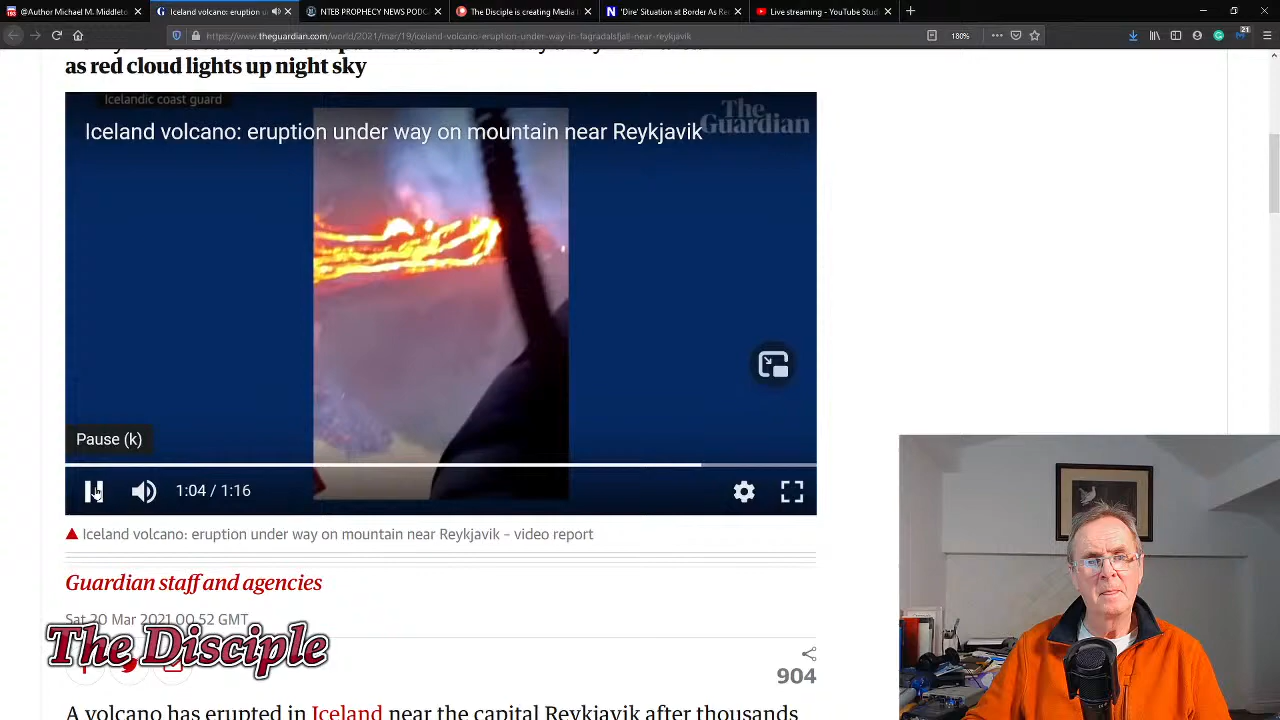 @Author Michael M. Middleto
Iceland volcano: eruption
NTEB PROPHECY NEWS PODCA
The Disciple is creating Media
'Dire' Situation at Border As Re
Live streaming - YouTube Stud
https://www.theguardian.com/world/2021/mar/19/iceland-volcano-eruption-under-way-in-fagradalsfjall-near-reykjavik
180%
21
as red cloud lights up night sky
Icelandic coast guard
The Guardian
Iceland volcano: eruption under way on mountain near Reykjavik
Pause (k)
1:04 / 1:16
Iceland volcano: eruption under way on mountain near Reykjavik – video report
Guardian staff and agencies
Sat 20 Mar 2021 00.52 GMT
The Disciple
904
A volcano has erupted in Iceland near the capital Reykjavik after thousands